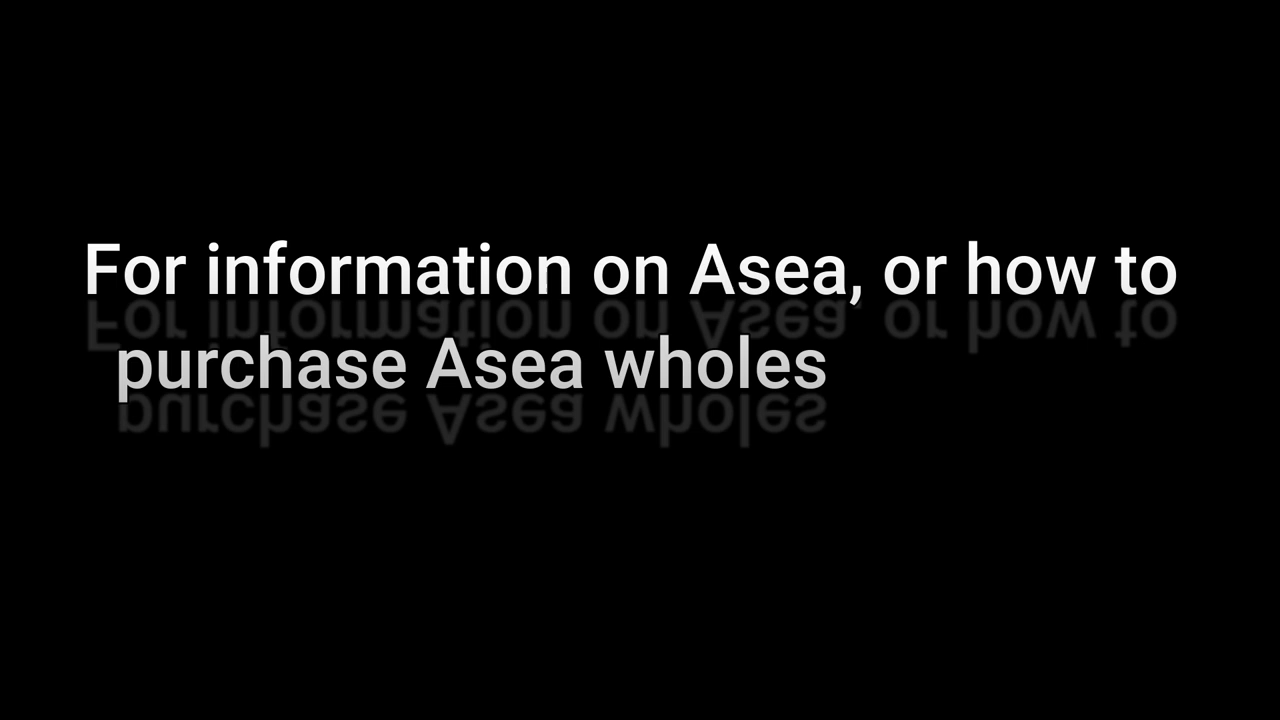 For information on Asea, or how to
purchase Asea wholes